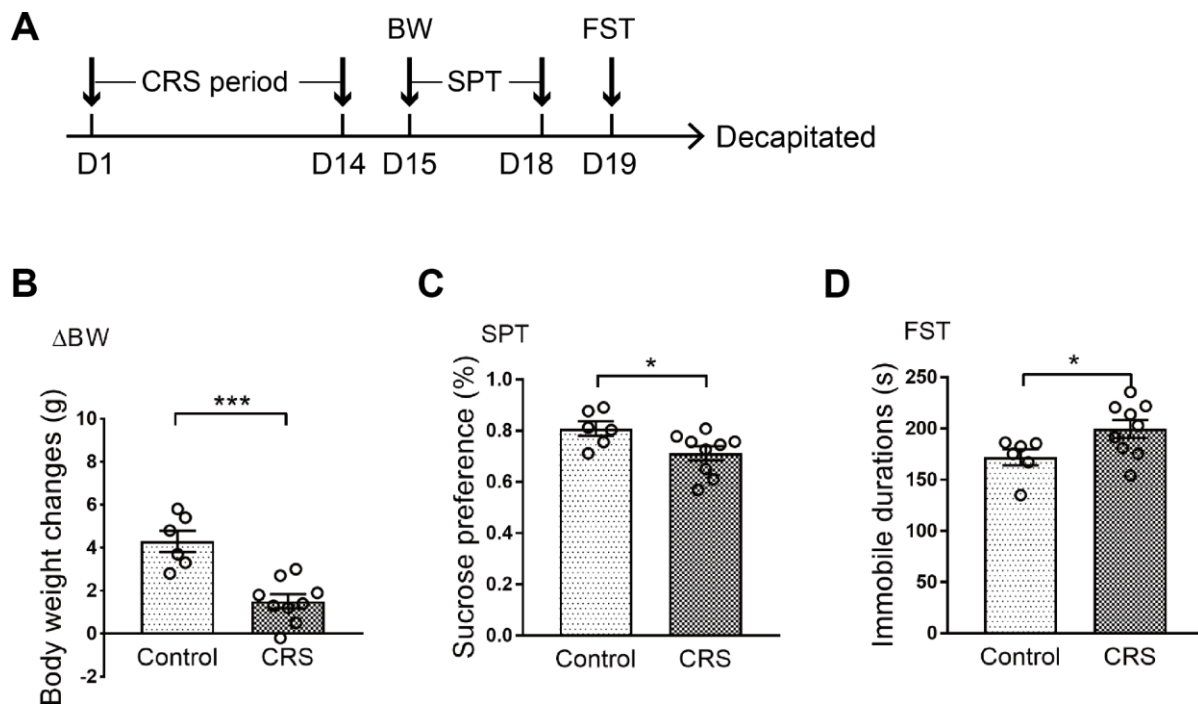 A
BW FST
CRS period SPT
D1 D14 D15 D18 D19 Decapitated
B
ΔBW
***
Body weight changes (g)
10
8
6
4
2
0
-2
Control CRS
C
SPT
*
Sucrose preference (%)
1.0
0.8
0.6
0.4
0.2
0.0
Control CRS
D
FST
*
Immobile durations (s)
250
200
150
100
50
0
Control CRS